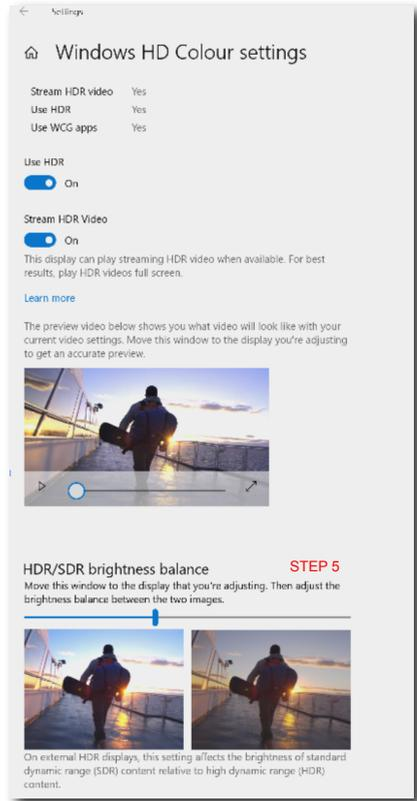 Settings
Windows HD Colour settings
Stream HDR video Yes
Use HDR Yes
Use WCG apps Yes
Use HDR
On
Stream HDR Video
On
This display can play streaming HDR video when available. For best
results, play HDR videos full screen.
Learn more
The preview video below shows you what video will look like with your
current video settings. Move this window to the display you're adjusting
to get an accurate preview.
HDR/SDR brightness balance STEP 5
Move this window to the display that you're adjusting. Then adjust the
brightness balance between the two images.
On external HDR displays, this setting affects the brightness of standard
dynamic range (SDR) content relative to high dynamic range (HDR)
content.